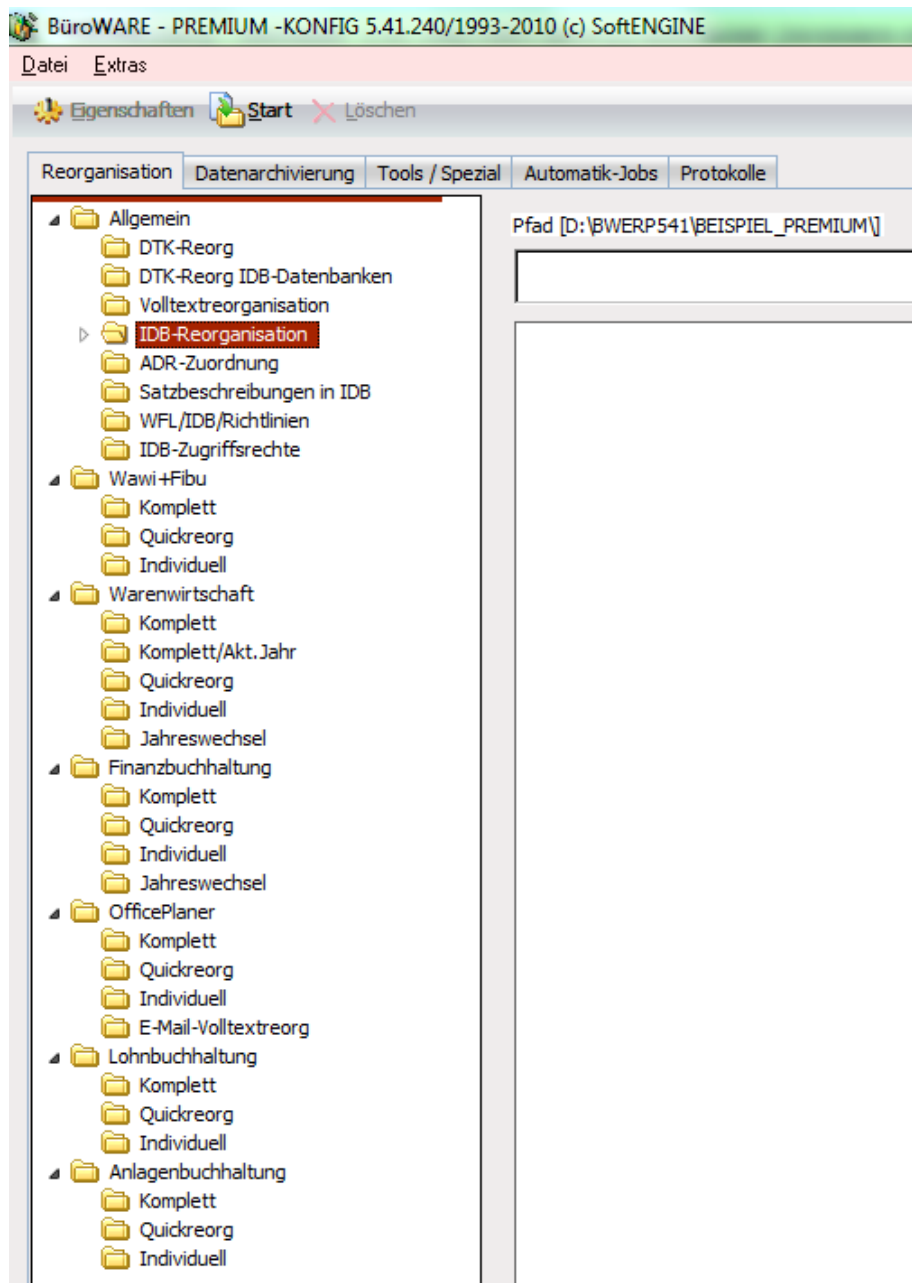 BüroWARE - PREMIUM -KONFIG 5.41.240/1993-2010 (c) SoftENGINE
Datei Extras
Eigenschaften Start Löschen
Reorganisation Datenarchivierung Tools / Spezial Automatik-Jobs Protokolle
Allgemein
Pfad [D:\BWERP541\BEISPIEL_PREMIUM\]
DTK-Reorg
DTK-Reorg IDB-Datenbanken
Volltextreorganisation
IDB-Reorganisation
ADR-Zuordnung
Satzbeschreibungen in IDB
WFL/IDB/Richtlinien
IDB-Zugriffsrechte
Wawi+Fibu
Komplett
Quickreorg
Individuell
Warenwirtschaft
Komplett
Komplett/Akt.Jahr
Quickreorg
Individuell
Jahreswechsel
Finanzbuchhaltung
Komplett
Quickreorg
Individuell
Jahreswechsel
OfficePlaner
Komplett
Quickreorg
Individuell
E-Mail-Volltextreorg
Lohnbuchhaltung
Komplett
Quickreorg
Individuell
Anlagenbuchhaltung
Komplett
Quickreorg
Individuell